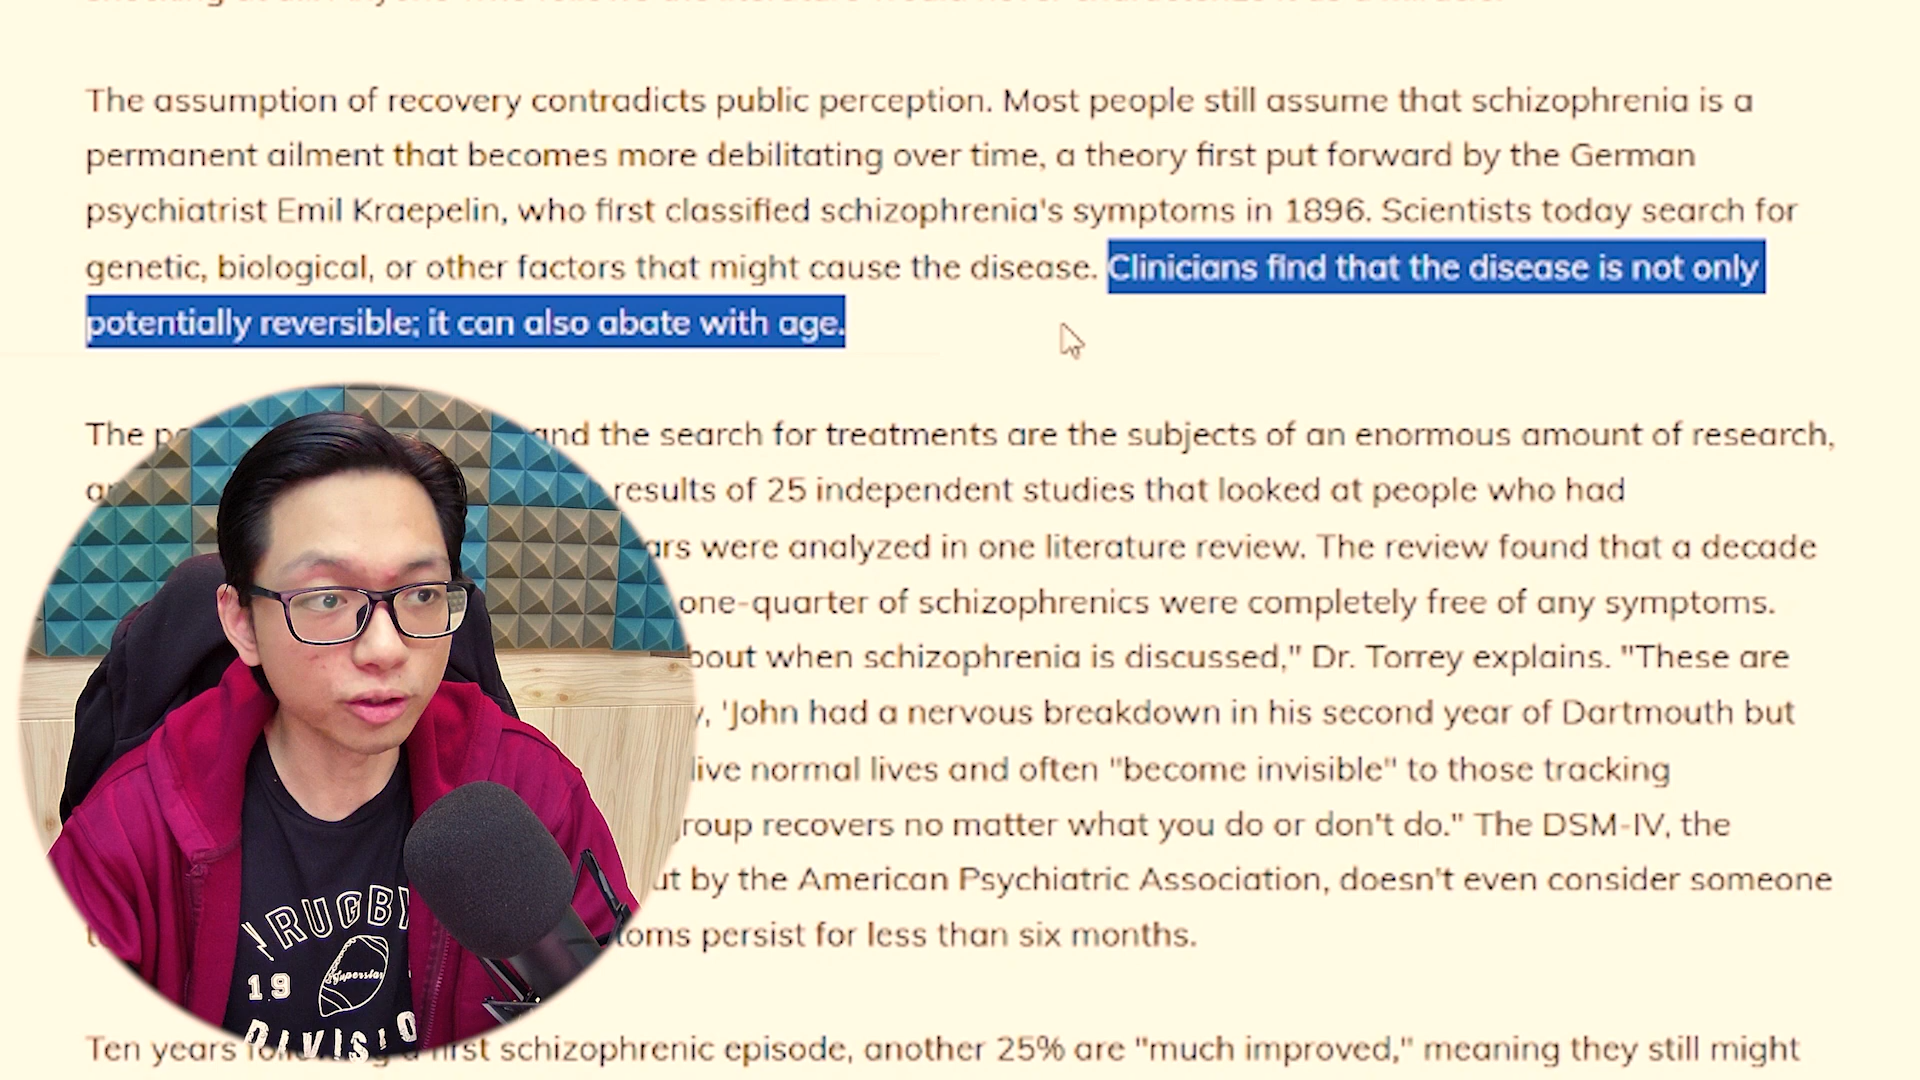 The assumption of recovery contradicts public perception. Most people still assume that schizophrenia is a
permanent ailment that becomes more debilitating over time, a theory first put forward by the German
psychiatrist Emil Kraepelin, who first classified schizophrenia's symptoms in 1896. Scientists today search for
genetic, biological, or other factors that might cause the disease. Clinicians find that the disease is not only
potentially reversible; it can also abate with age.
The and the search for treatments are the subjects of an enormous amount of research,
results of 25 independent studies that looked at people who had
were analyzed in one literature review. The review found that a decade
one-quarter of schizophrenics were completely free of any symptoms.
when schizophrenia is discussed," Dr. Torrey explains. "These are
'John had a nervous breakdown in his second year of Dartmouth but
live normal lives and often "become invisible" to those tracking
recovers no matter what you do or don't do." The DSM-IV, the
by the American Psychiatric Association, doesn't even consider someone
persist for less than six months.
Ten years first schizophrenic episode, another 25% are "much improved," meaning they still might
RUGBY
19
Superstar
DIVISIO